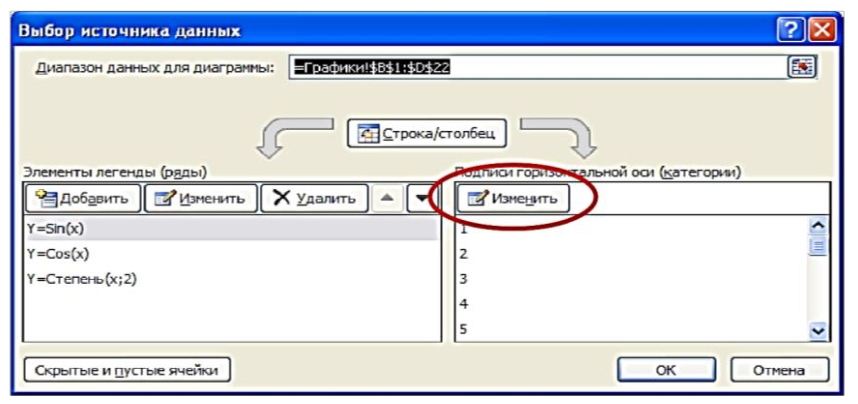 Выбор источника данных
Диапазон данных для диаграммы: =Графики!$B$1:$D$22
Строка/столбец
Элементы легенды (ряды)
Подписи горизонтальной оси (категории)
Добавить Изменить Удалить
Изменить
Y=Sin(x)
Y=Cos(x)
Y=Степень(x;2)
1
2
3
4
5
Скрытые и пустые ячейки
ОК Отмена